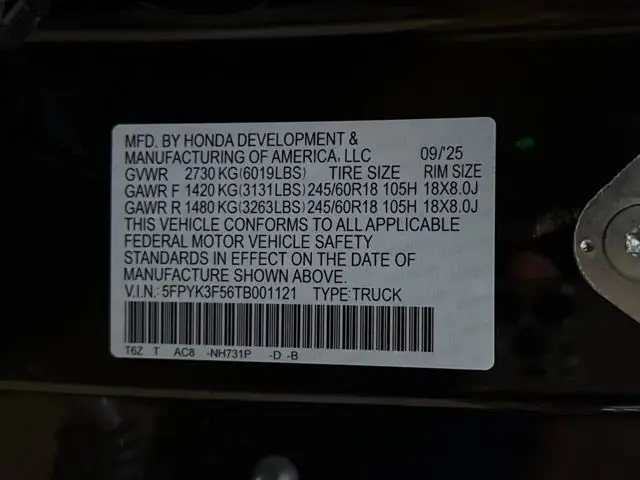 MFD. BY HONDA DEVELOPMENT &
MANUFACTURING OF AMERICA, LLC 09/'25
GVWR 2730 KG(6019LBS) TIRE SIZE RIM SIZE
GAWR F 1420 KG(3131LBS) 245/60R18 105H 18X8.0J
GAWR R 1480 KG(3263LBS) 245/60R18 105H 18X8.0J
THIS VEHICLE CONFORMS TO ALL APPLICABLE
FEDERAL MOTOR VEHICLE SAFETY
STANDARDS IN EFFECT ON THE DATE OF
MANUFACTURE SHOWN ABOVE.
V.I.N.: 5FPYK3F56TB001121 TYPE: TRUCK
T6Z T AC8 -NH731P -D -B